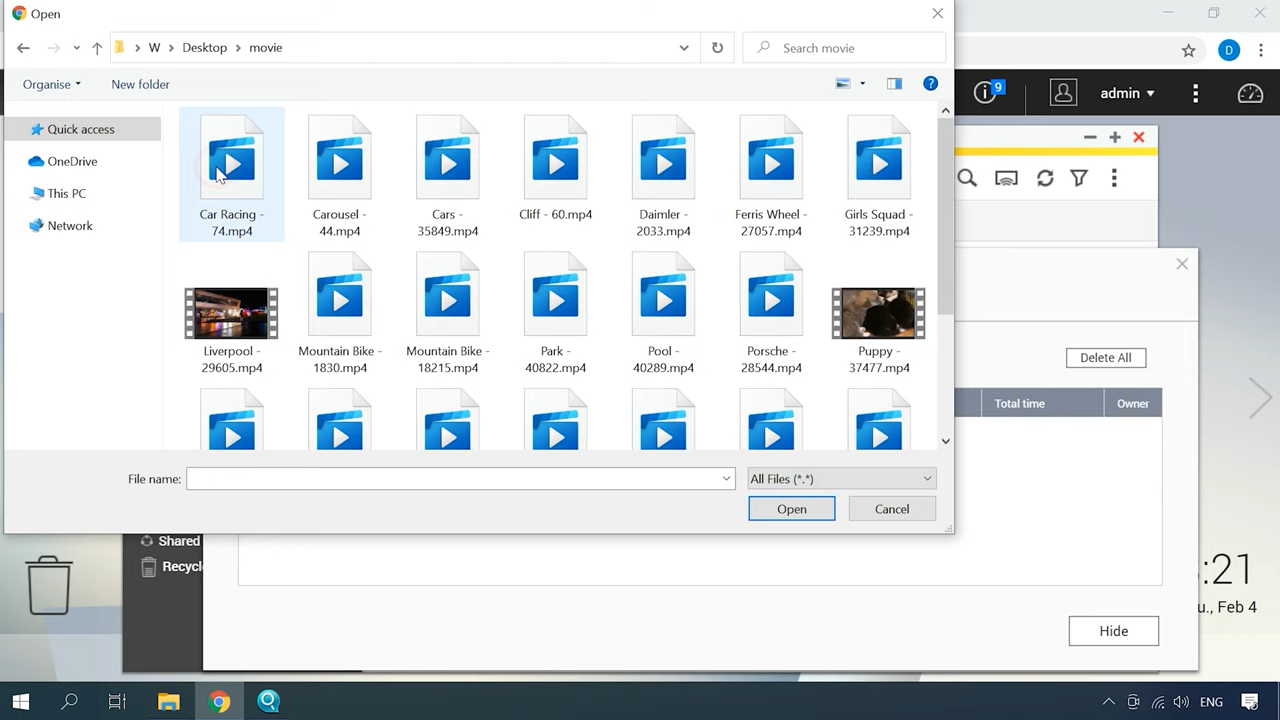 Open
W > Desktop > movie
Search movie
D
Organise
New folder
?
9
admin
Quick access
OneDrive
This PC
Network
Car Racing - 74.mp4
Carousel - 44.mp4
Cars - 35849.mp4
Cliff - 60.mp4
Daimler - 2033.mp4
Ferris Wheel - 27057.mp4
Girls Squad - 31239.mp4
Liverpool - 29605.mp4
Mountain Bike - 1830.mp4
Mountain Bike - 18215.mp4
Park - 40822.mp4
Pool - 40289.mp4
Porsche - 28544.mp4
Puppy - 37477.mp4
Delete All
Total time
Owner
File name:
All Files (*.*)
Open
Cancel
Shared
Recycl
:21
u., Feb 4
Hide
ENG